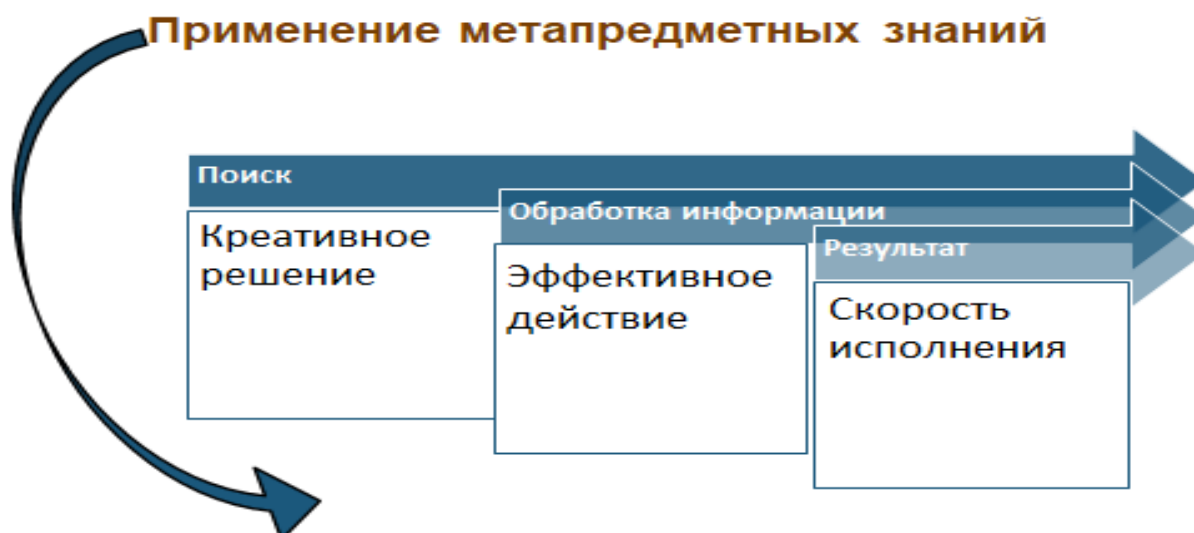 Применение метапредметных знаний
Поиск
Креативное
решение
Обработка информации
Эффективное
действие
Результат
Скорость
исполнения